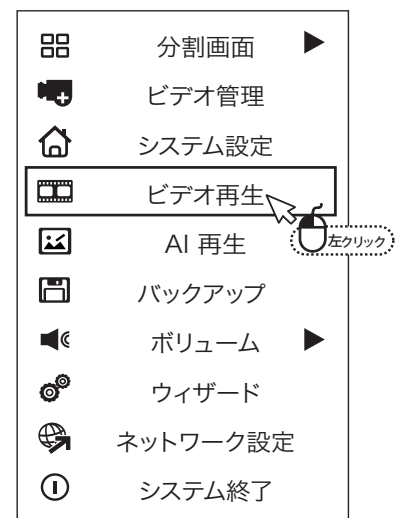 分割画面
ビデオ管理
システム設定
ビデオ再生
左クリック
AI 再生
バックアップ
ボリューム
ウィザード
ネットワーク設定
システム終了